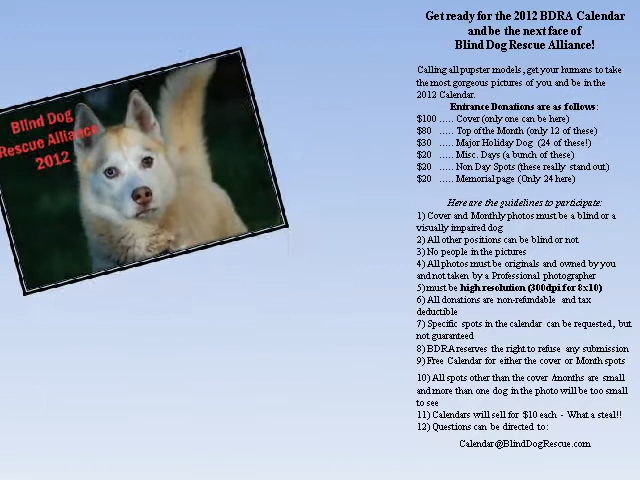 Blind Dog
Rescue Alliance
2012
Get ready for the 2012 BDRA Calendar
and be the next face of
Blind Dog Rescue Alliance!
Calling all pupster models, get your humans to take
the most gorgeous pictures of you and be in the
2012 Calendar.
Entrance Donations are as follows:
$100 ..... Cover (only one can be here)
$80 ..... Top of the Month (only 12 of these)
$30 ..... Major Holiday Dog (24 of these!)
$20 ..... Misc. Days (a bunch of these)
$20 ..... Non Day Spots (these really stand out)
$20 ..... Memorial page (Only 24 here)
Here are the guidelines to participate:
1) Cover and Monthly photos must be a blind or a
visually impaired dog
2) All other positions can be blind or not
3) No people in the pictures
4) All photos must be originals and owned by you
and not taken by a Professional photographer
5) must be high resolution (300dpi for 8x10)
6) All donations are non-refundable and tax
deductible
7) Specific spots in the calendar can be requested, but
not guaranteed
8) BDRA reserves the right to refuse any submission
9) Free Calendar for either the cover or Month spots
10) All spots other than the cover /months are small
and more than one dog in the photo will be too small
to see
11) Calendars will sell for $10 each - What a steal!!
12) Questions can be directed to:
Calendar@BlindDogRescue.com